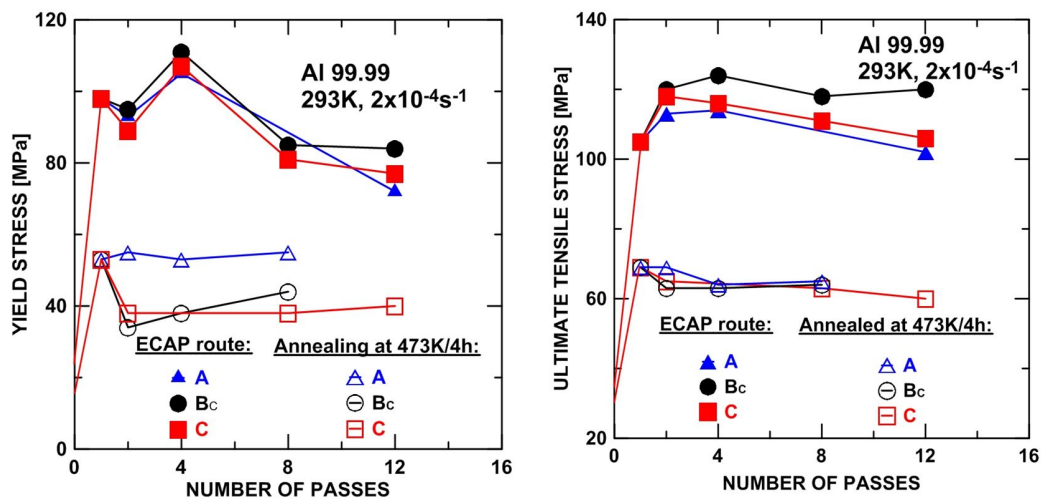 120
80
40
0
YIELD STRESS [MPa]
Al 99.99
293K, 2x10⁻⁴s⁻¹
ECAP route:
Annealing at 473K/4h:
A
A
Bc
Bc
C
C
0
4
8
12
16
NUMBER OF PASSES
140
100
60
20
ULTIMATE TENSILE STRESS [MPa]
Al 99.99
293K, 2x10⁻⁴s⁻¹
ECAP route:
Annealed at 473K/4h:
A
A
Bc
Bc
C
C
0
4
8
12
16
NUMBER OF PASSES